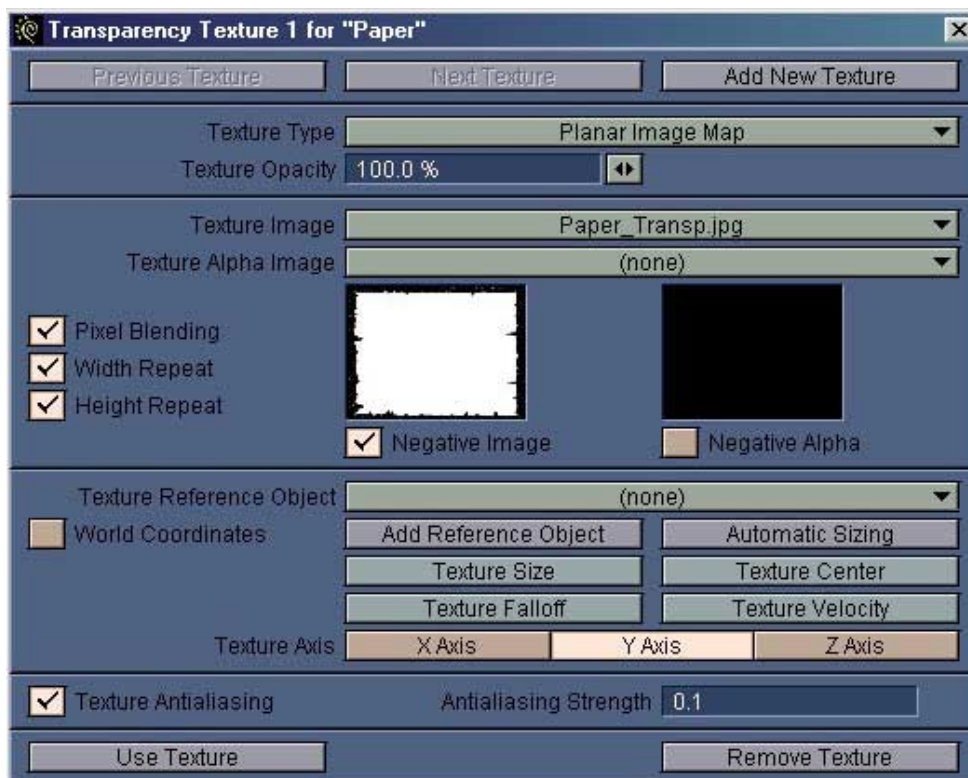 Transparency Texture 1 for "Paper"
Previous Texture Next Texture Add New Texture
Texture Type Planar Image Map
Texture Opacity 100.0 %
Texture Image Paper_Transp.jpg
Texture Alpha Image (none)
Pixel Blending
Width Repeat
Height Repeat
Negative Image Negative Alpha
Texture Reference Object (none)
World Coordinates Add Reference Object Automatic Sizing
Texture Size Texture Center
Texture Falloff Texture Velocity
Texture Axis X Axis Y Axis Z Axis
Texture Antialiasing Antialiasing Strength 0.1
Use Texture Remove Texture